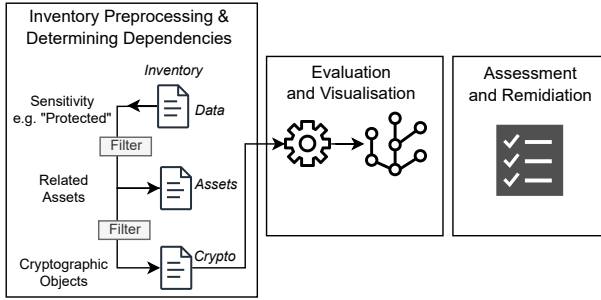 Inventory Preprocessing &
Determining Dependencies
Inventory
Sensitivity
e.g. "Protected"
Data
Filter
Related
Assets
Assets
Filter
Cryptographic
Objects
Crypto
Evaluation
and Visualisation
Assessment
and Remidiation